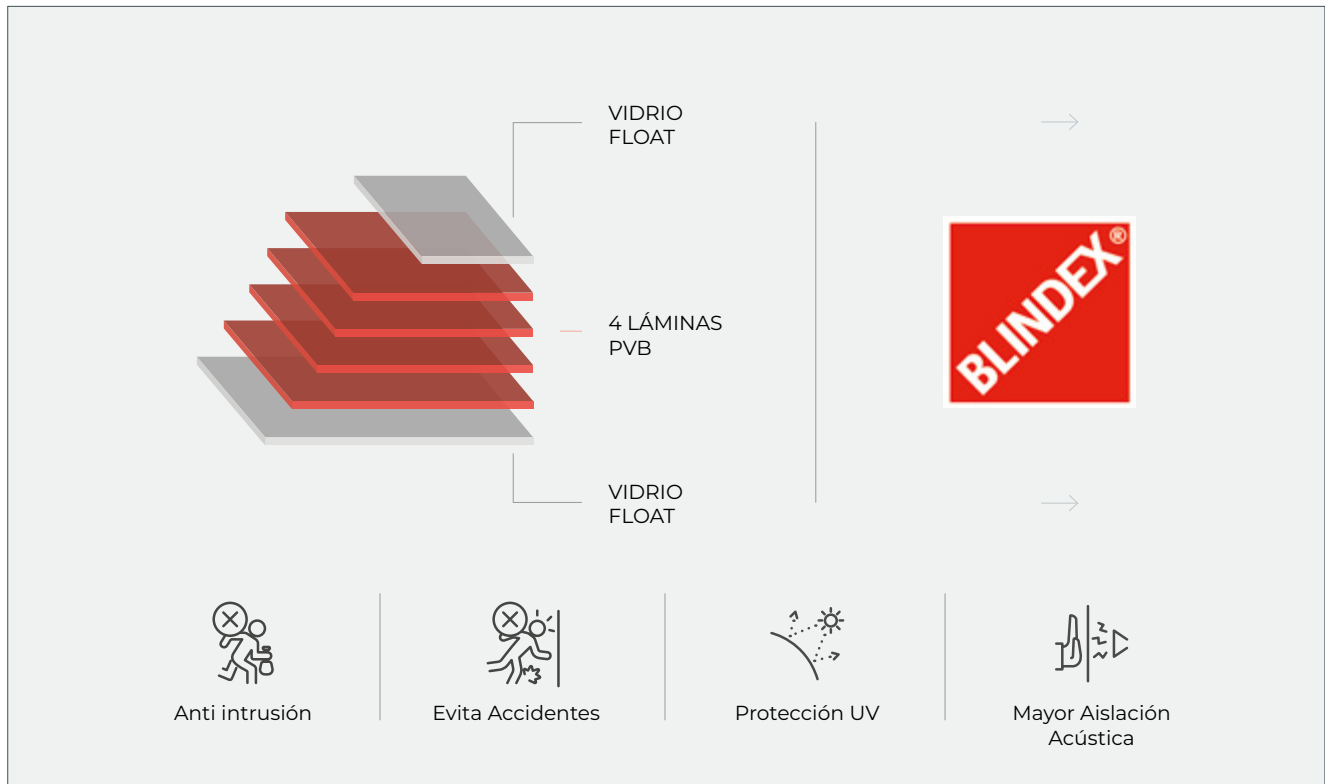 VIDRIO
FLOAT
4 LÁMINAS
PVB
BLINDEX®
VIDRIO
FLOAT
Anti intrusión
Evita Accidentes
Protección UV
Mayor Aislación
Acústica